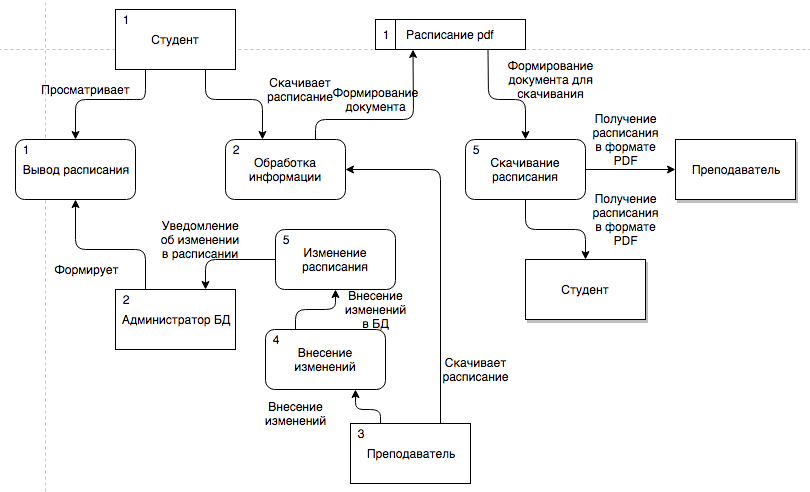 1
Студент
1
Расписание pdf
Просматривает
Скачивает
расписание
Формирование
документа
Формирование
документа для
скачивания
1
Вывод расписания
2
Обработка
информации
5
Скачивание
расписания
Получение
расписания
в формате
PDF
Преподаватель
Получение
расписания
в формате
PDF
Студент
Уведомление
об изменении
в расписании
5
Изменение
расписания
Формирует
2
Администратор БД
Внесение
изменений
в БД
4
Внесение
изменений
Скачивает
расписание
Внесение
изменений
3
Преподаватель